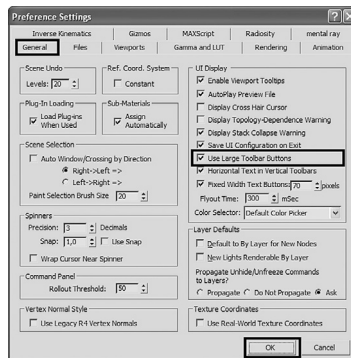 Preference Settings
Inverse Kinematics Gizmos MAXScript Radiosity mental ray
General Files Viewports Gamma and LUT Rendering Animation
Scene Undo
Levels: 20
Ref. Coord. System
Constant
Plug-In Loading
Load Plug-ins
When Used
Sub-Materials
Assign
Automatically
Scene Selection
Auto Window/Crossing by Direction
Right->Left =>
Left->Right =>
Paint Selection Brush Size 20
Spinners
Precision: 3 Decimals
Snap: 1,0 Use Snap
Wrap Cursor Near Spinner
Command Panel
Rollout Threshold: 50
Vertex Normal Style
Use Legacy R4 Vertex Normals
UI Display
Enable Viewport Tooltips
AutoPlay Preview File
Display Cross Hair Cursor
Display Topology-Dependence Warning
Display Stack Collapse Warning
Save UI Configuration on Exit
Use Large Toolbar Buttons
Horizontal Text in Vertical Toolbars
Fixed Width Text Buttons: 70 pixels
Flyout Time: 300 mSec
Color Selector: Default Color Picker
Layer Defaults
Default to By Layer for New Nodes
New Lights Renderable By Layer
Propagate Unhide/Unfreeze Commands
to Layers?
Propagate Do Not Propagate Ask
Texture Coordinates
Use Real-World Texture Coordinates
OK Cancel